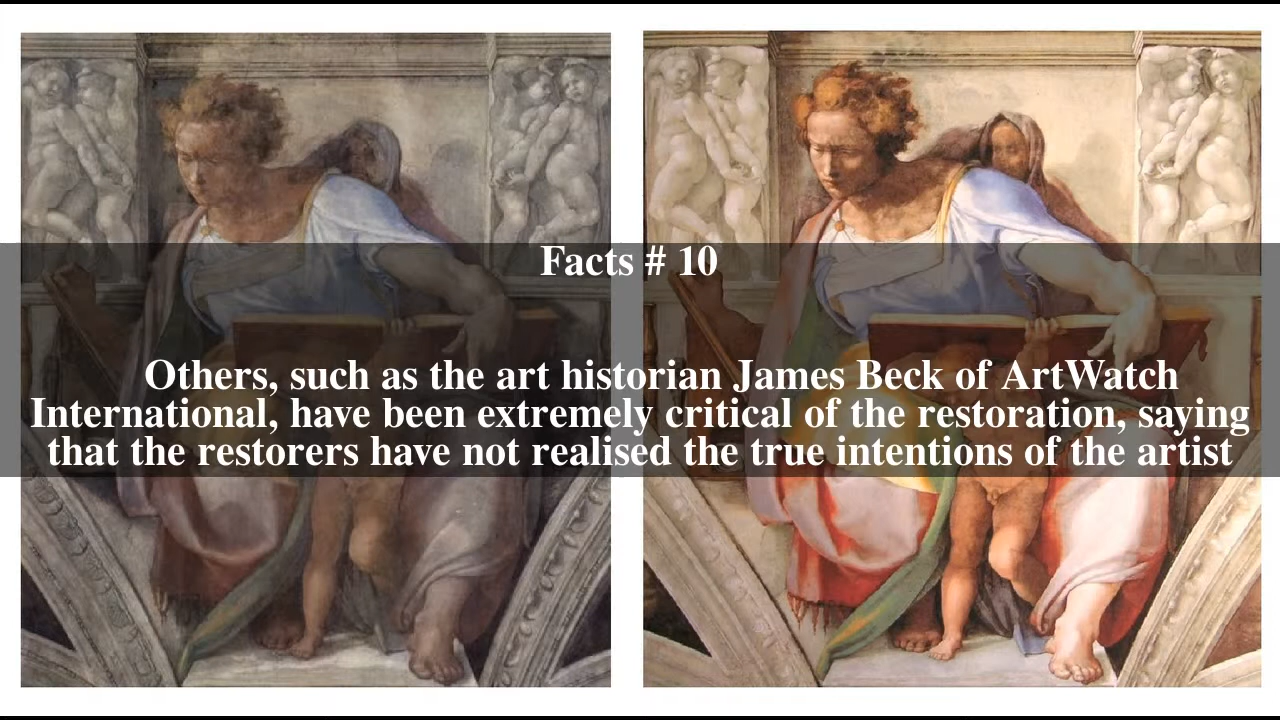 Facts # 10
Others, such as the art historian James Beck of ArtWatch
International, have been extremely critical of the restoration, saying
that the restorers have not realised the true intentions of the artist